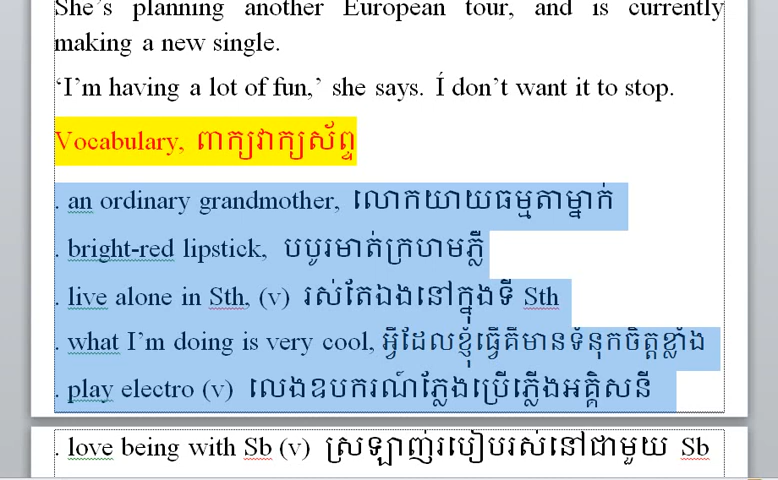 She's planning another European tour, and is currently
making a new single.
‘I'm having a lot of fun,’ she says. Í don't want it to stop.
Vocabulary, ពាក្យវាក្យស័ព្ទ
. an ordinary grandmother, លោកយាយធម្មតាម្នាក់
. bright-red lipstick, បបូរមាត់ក្រហមភ្លឺ
. live alone in Sth, (v) រស់តែឯងនៅក្នុងទី Sth
. what I'm doing is very cool, អ្វីដែលខ្ញុំធ្វើគឺមានទំនុកចិត្តខ្លាំង
. play electro (v) លេងឧបករណ៍ភ្លែងប្រើភ្លើងអគ្គិសនី
. love being with Sb (v) ស្រឡាញ់របៀបរស់នៅជាមួយ Sb